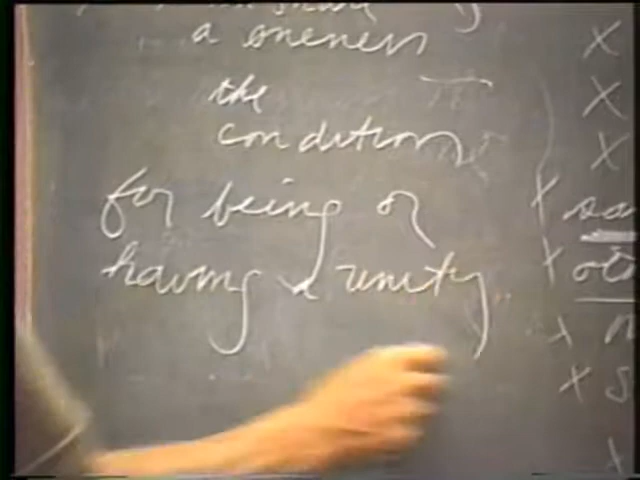 a oneness
the
condition
for being or
having a unity
X
X
X
X
X
X
X